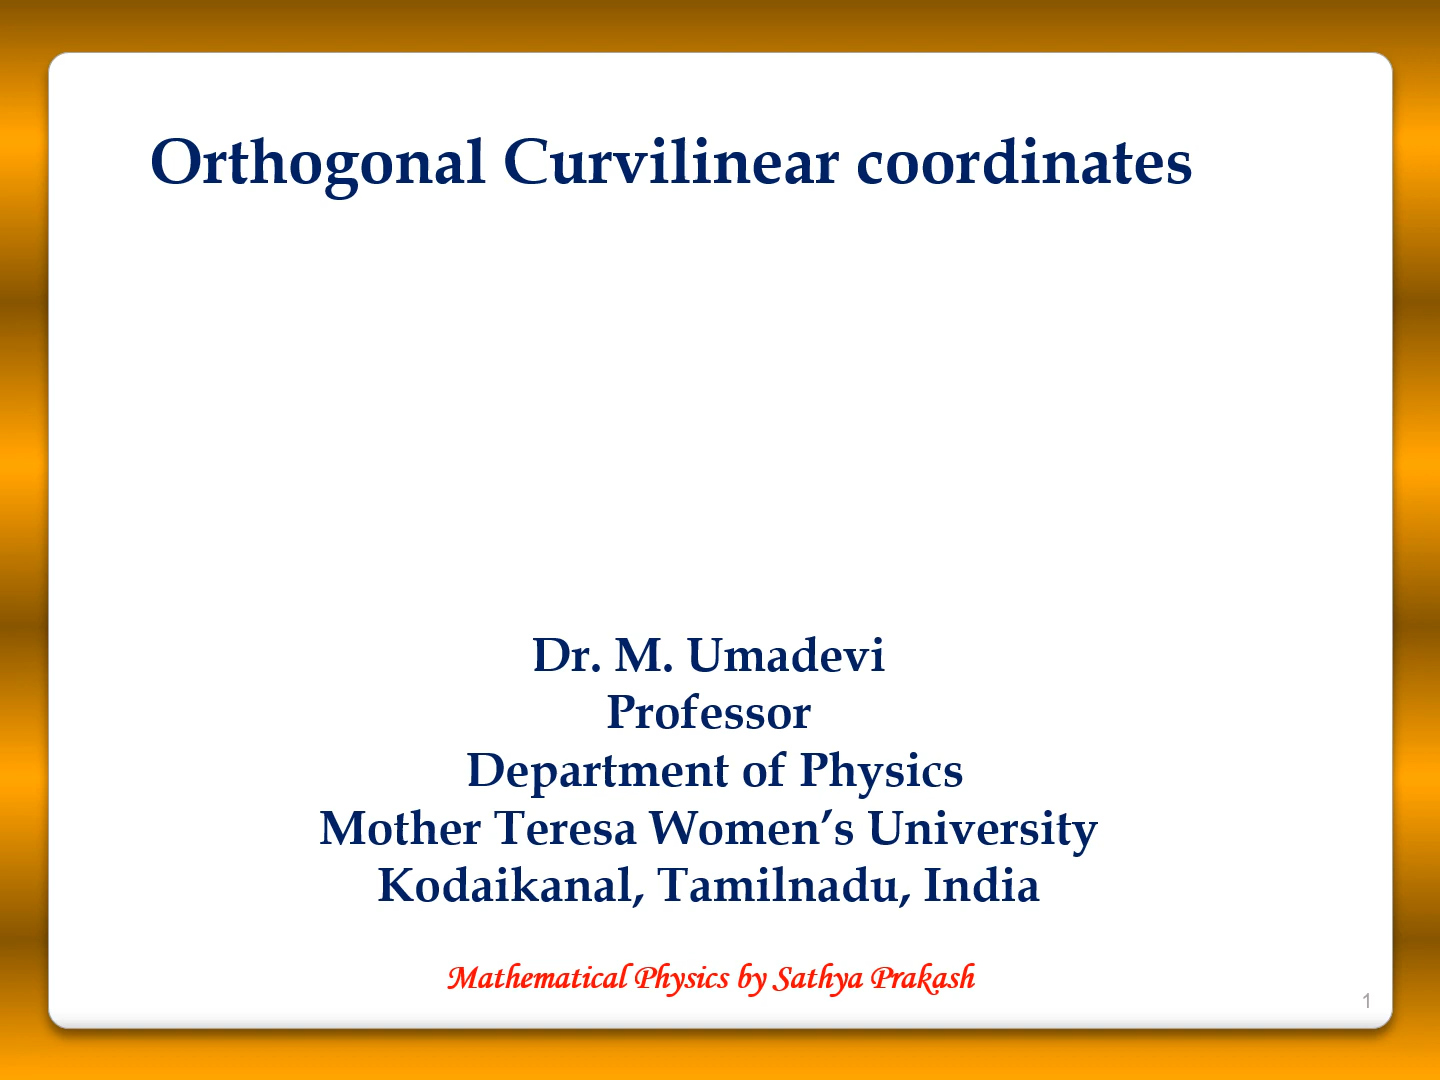 Orthogonal Curvilinear coordinates
Dr. M. Umadevi
Professor
Department of Physics
Mother Teresa Women’s University
Kodaikanal, Tamilnadu, India
Mathematical Physics by Sathya Prakash
1